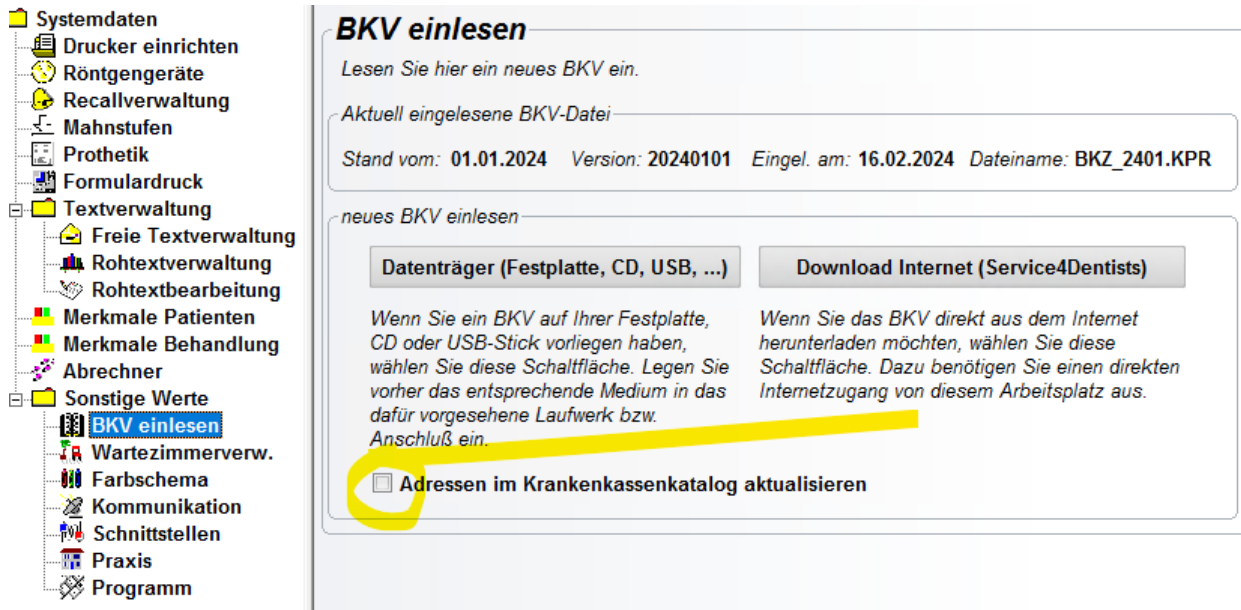 Systemdaten
Drucker einrichten
Röntgengeräte
Recallverwaltung
Mahnstufen
Prothetik
Formulardruck
Textverwaltung
Freie Textverwaltung
Rohtextverwaltung
Rohtextbearbeitung
Merkmale Patienten
Merkmale Behandlung
Abrechner
Sonstige Werte
BKV einlesen
Wartezimmerverw.
Farbschema
Kommunikation
Schnittstellen
Praxis
Programm
BKV einlesen
Lesen Sie hier ein neues BKV ein.
Aktuell eingelesene BKV-Datei
Stand vom: 01.01.2024 Version: 20240101 Eingel. am: 16.02.2024 Dateiname: BKZ_2401.KPR
neues BKV einlesen
Datenträger (Festplatte, CD, USB, ...)
Wenn Sie ein BKV auf Ihrer Festplatte,
CD oder USB-Stick vorliegen haben,
wählen Sie diese Schaltfläche. Legen Sie
vorher das entsprechende Medium in das
dafür vorgesehene Laufwerk bzw.
Anschluß ein.
Download Internet (Service4Dentists)
Wenn Sie das BKV direkt aus dem Internet
herunterladen möchten, wählen Sie diese
Schaltfläche. Dazu benötigen Sie einen direkten
Internetzugang von diesem Arbeitsplatz aus.
Adressen im Krankenkassenkatalog aktualisieren